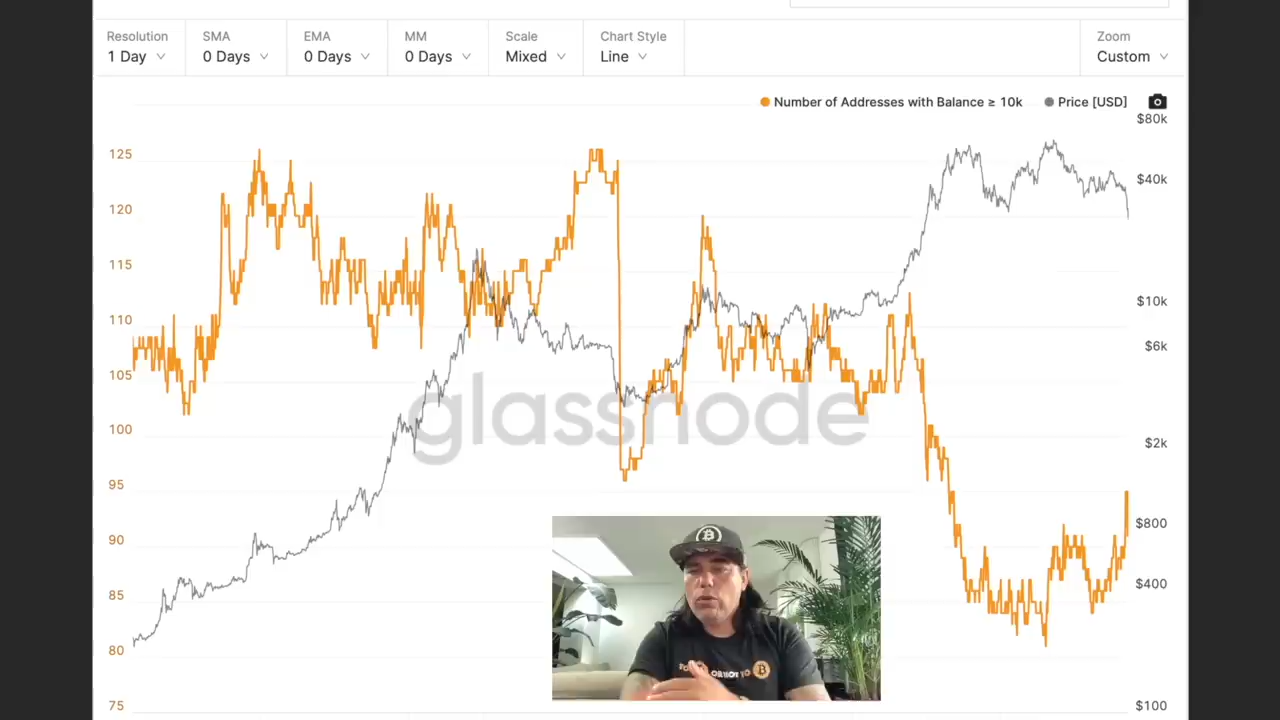 Resolution SMA EMA MM Scale Chart Style Zoom
1 Day 0 Days 0 Days 0 Days Mixed Line Custom
Number of Addresses with Balance ≥ 10k Price [USD]
$80k
125
$40k
120
115
$10k
110
$6k
105
glassnode
100
$2k
95
$800
90
$400
85
80
75
$100